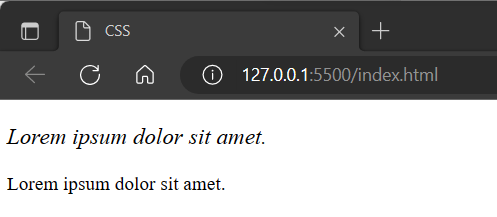 CSS
127.0.0.1:5500/index.html
Lorem ipsum dolor sit amet.
Lorem ipsum dolor sit amet.